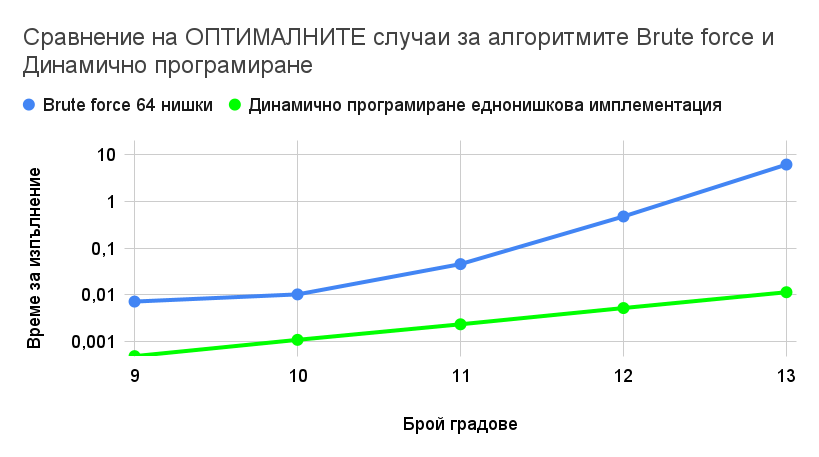 Сравнение на ОПТИМАЛНИТЕ случаи за алгоритмите Brute force и
Динамично програмиране
Brute force 64 нишки
Динамично програмиране еднонишкова имплементация
Време за изпълнение
10
1
0,1
0,01
0,001
9
10
11
12
13
Брой градове